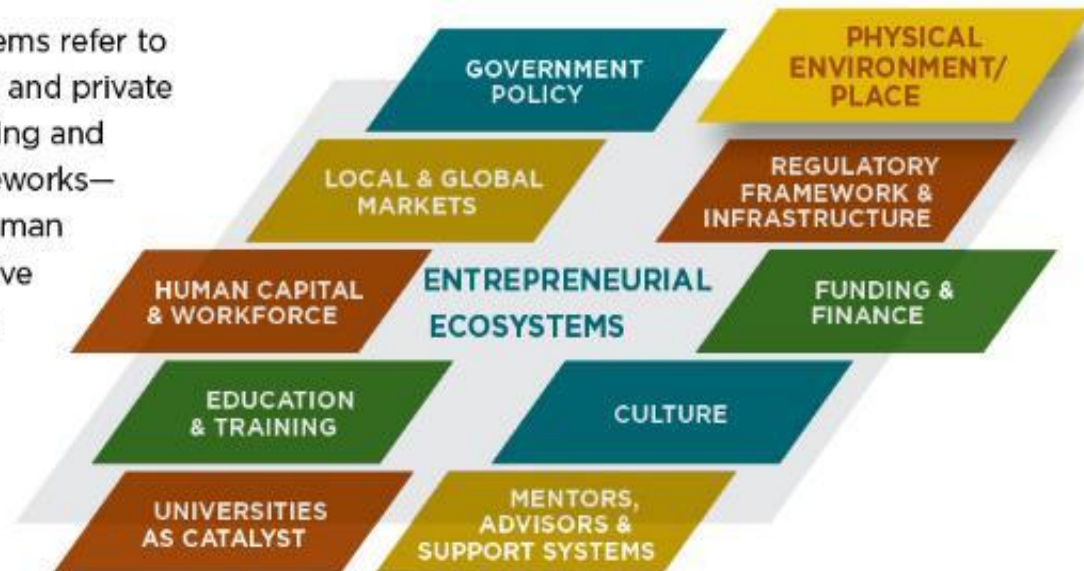 ems refer to
and private
ing and
eworks—
man
ve
GOVERNMENT
POLICY
PHYSICAL
ENVIRONMENT/
PLACE
LOCAL & GLOBAL
MARKETS
REGULATORY
FRAMEWORK &
INFRASTRUCTURE
HUMAN CAPITAL
& WORKFORCE
ENTREPRENEURIAL
ECOSYSTEMS
FUNDING &
FINANCE
EDUCATION
& TRAINING
CULTURE
UNIVERSITIES
AS CATALYST
MENTORS,
ADVISORS &
SUPPORT SYSTEMS